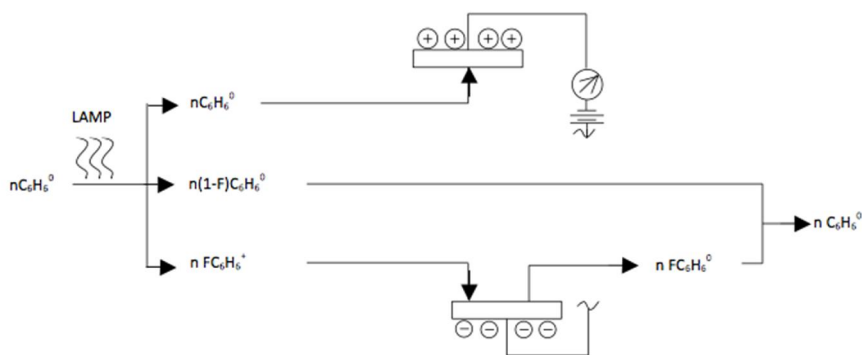 LAMP
nC₆H₆⁰
nC₆H₆⁰
n(1-F)C₆H₆⁰
n FC₆H₆⁺
n FC₆H₆⁰
n C₆H₆⁰